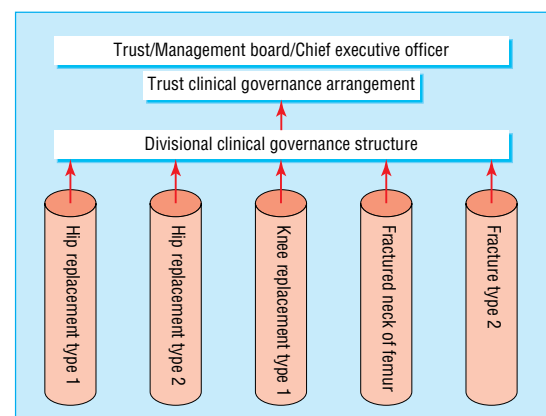 Trust/Management board/Chief executive officer
Trust clinical governance arrangement
Divisional clinical governance structure
Hip replacement type 1
Hip replacement type 2
Knee replacement type 1
Fractured neck of femur
Fracture type 2